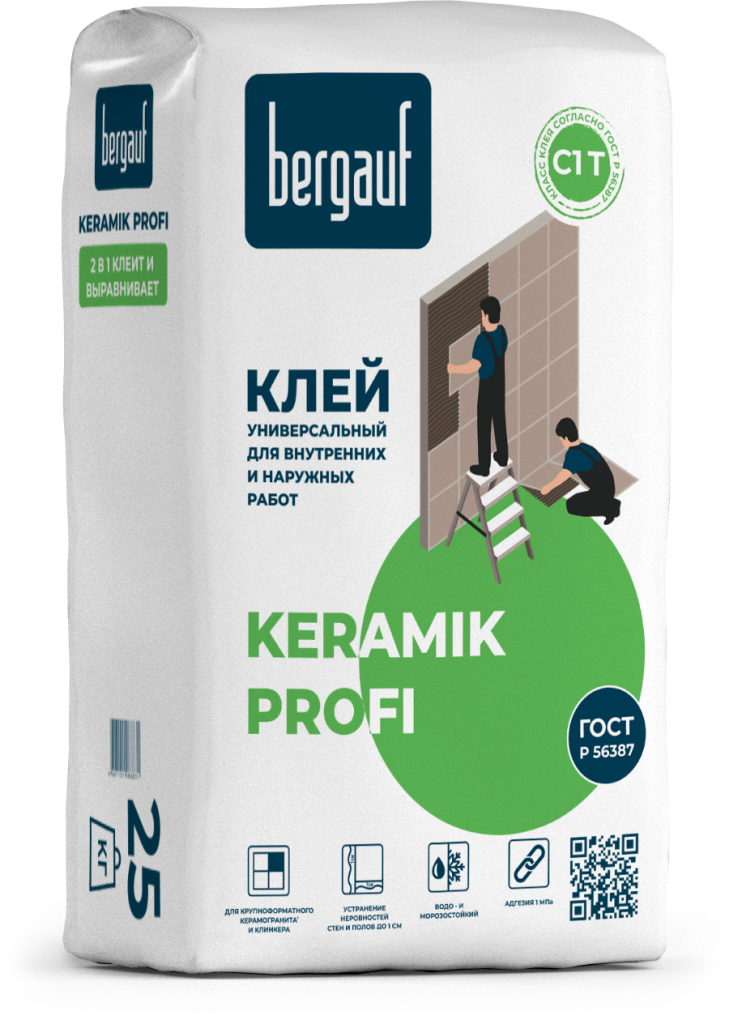 bergauf
KERAMIK PROFI
2 В 1 КЛЕИТ И
ВЫРАВНИВАЕТ
25
КГ
bergauf
КЛАСС КЛЕЯ СОГЛАСНО ГОСТ Р 56387
C1 T
КЛЕЙ
УНИВЕРСАЛЬНЫЙ
ДЛЯ ВНУТРЕННИХ
И НАРУЖНЫХ
РАБОТ
KERAMIK
PROFI
ГОСТ
Р 56387
ДЛЯ КРУПНОФОРМАТНОГО
КЕРАМОГРАНИТА
И КЛИНКЕРА
УСТРАНЕНИЕ
НЕРОВНОСТЕЙ
СТЕН И ПОЛОВ ДО 1 СМ
ВОДО - И
МОРОЗОСТОЙКИЙ
АДГЕЗИЯ 1 МПа